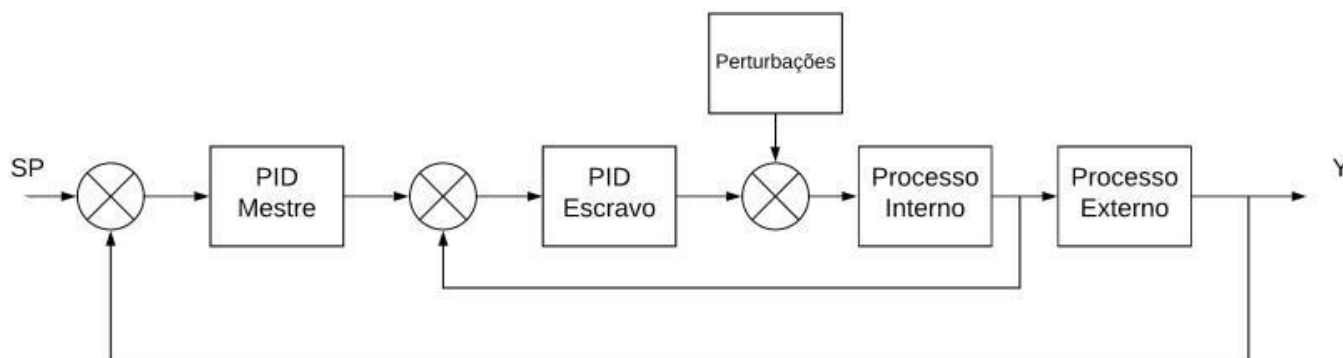 Perturbações
SP
PID
Mestre
PID
Escravo
Processo
Interno
Processo
Externo
Y